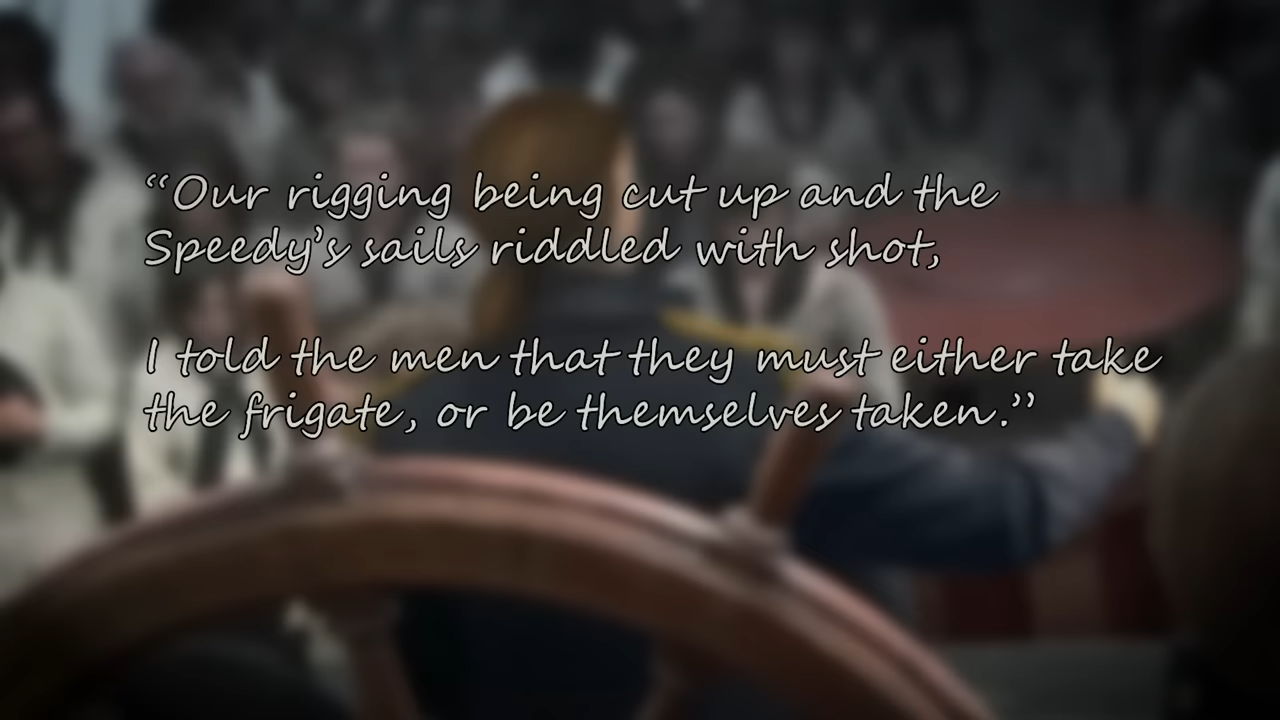 “Our rigging being cut up and the
Speedy’s sails riddled with shot,
I told the men that they must either take
the frigate, or be themselves taken.”